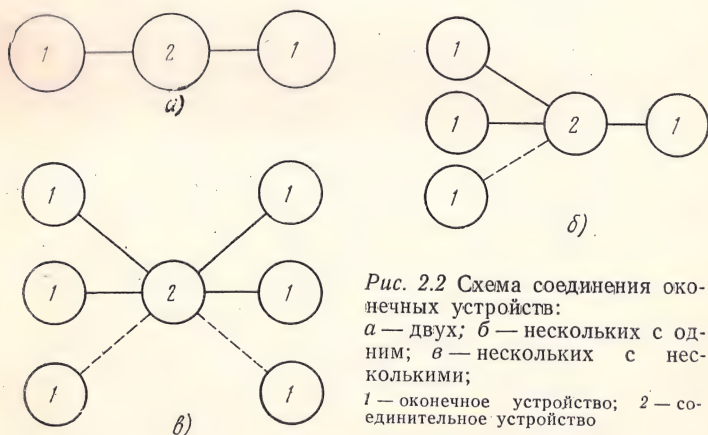 1 2 1
а)
1
1 2 1
1
б)
1 1
1 2 1
1 1
в)
Рис. 2.2 Схема соединения око-
нечных устройств:
а — двух; б — нескольких с од-
ним; в — нескольких с нес-
колькими;
1 — оконечное устройство; 2 — со-
единительное устройство